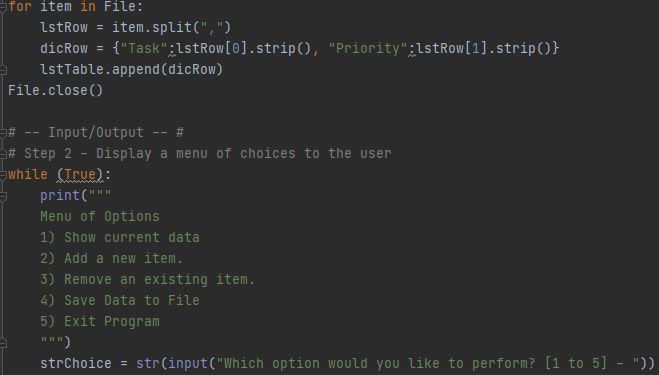 for item in File:
    lstRow = item.split(",")
    dicRow = {"Task":lstRow[0].strip(), "Priority":lstRow[1].strip()}
    lstTable.append(dicRow)
File.close()

# -- Input/Output -- #
# Step 2 - Display a menu of choices to the user
while (True):
    print("""
    Menu of Options
    1) Show current data
    2) Add a new item.
    3) Remove an existing item.
    4) Save Data to File
    5) Exit Program
    """)
    strChoice = str(input("Which option would you like to perform? [1 to 5] - "))